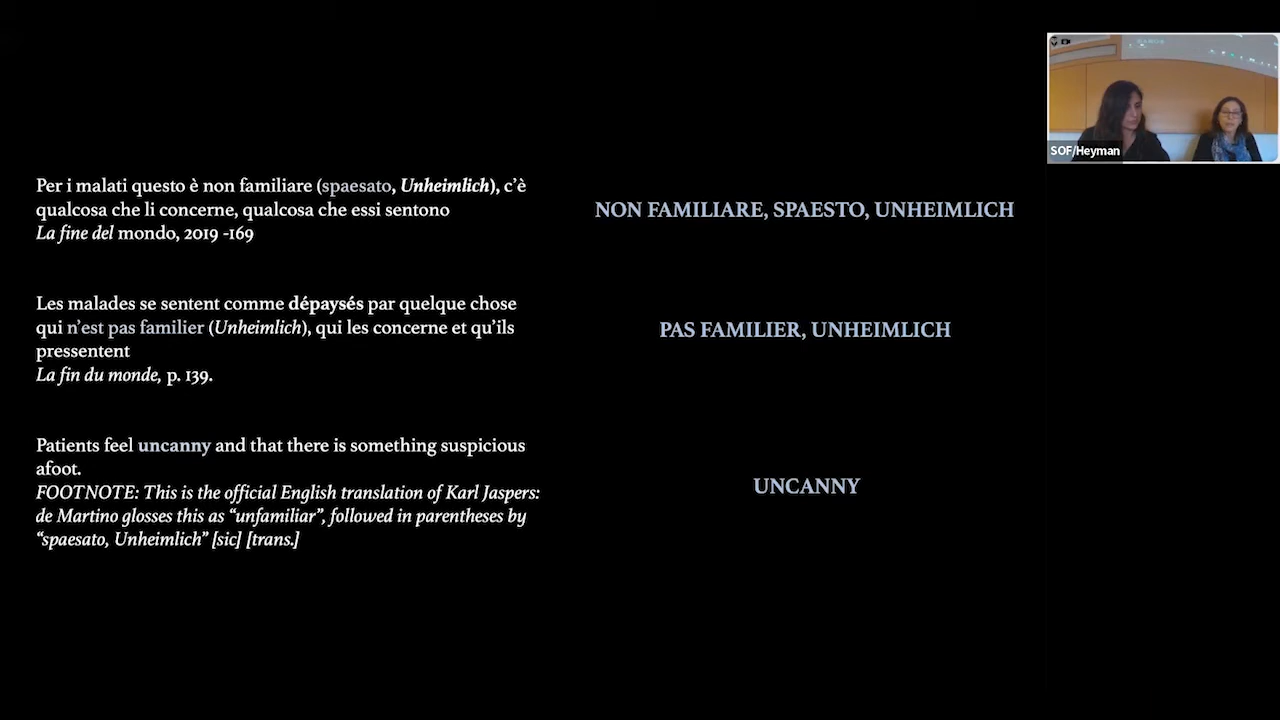 Per i malati questo è non familiare (spaesato, Unheimlich), c’è
qualcosa che li concerne, qualcosa che essi sentono
La fine del mondo, 2019 -169
NON FAMILIARE, SPAESTO, UNHEIMLICH
Les malades se sentent comme dépaysés par quelque chose
qui n’est pas familier (Unheimlich), qui les concerne et qu’ils
pressentent
La fin du monde, p. 139.
PAS FAMILIER, UNHEIMLICH
Patients feel uncanny and that there is something suspicious
afoot.
FOOTNOTE: This is the official English translation of Karl Jaspers:
de Martino glosses this as “unfamiliar”, followed in parentheses by
“spaesato, Unheimlich” [sic] [trans.]
UNCANNY
SOF/Heyman